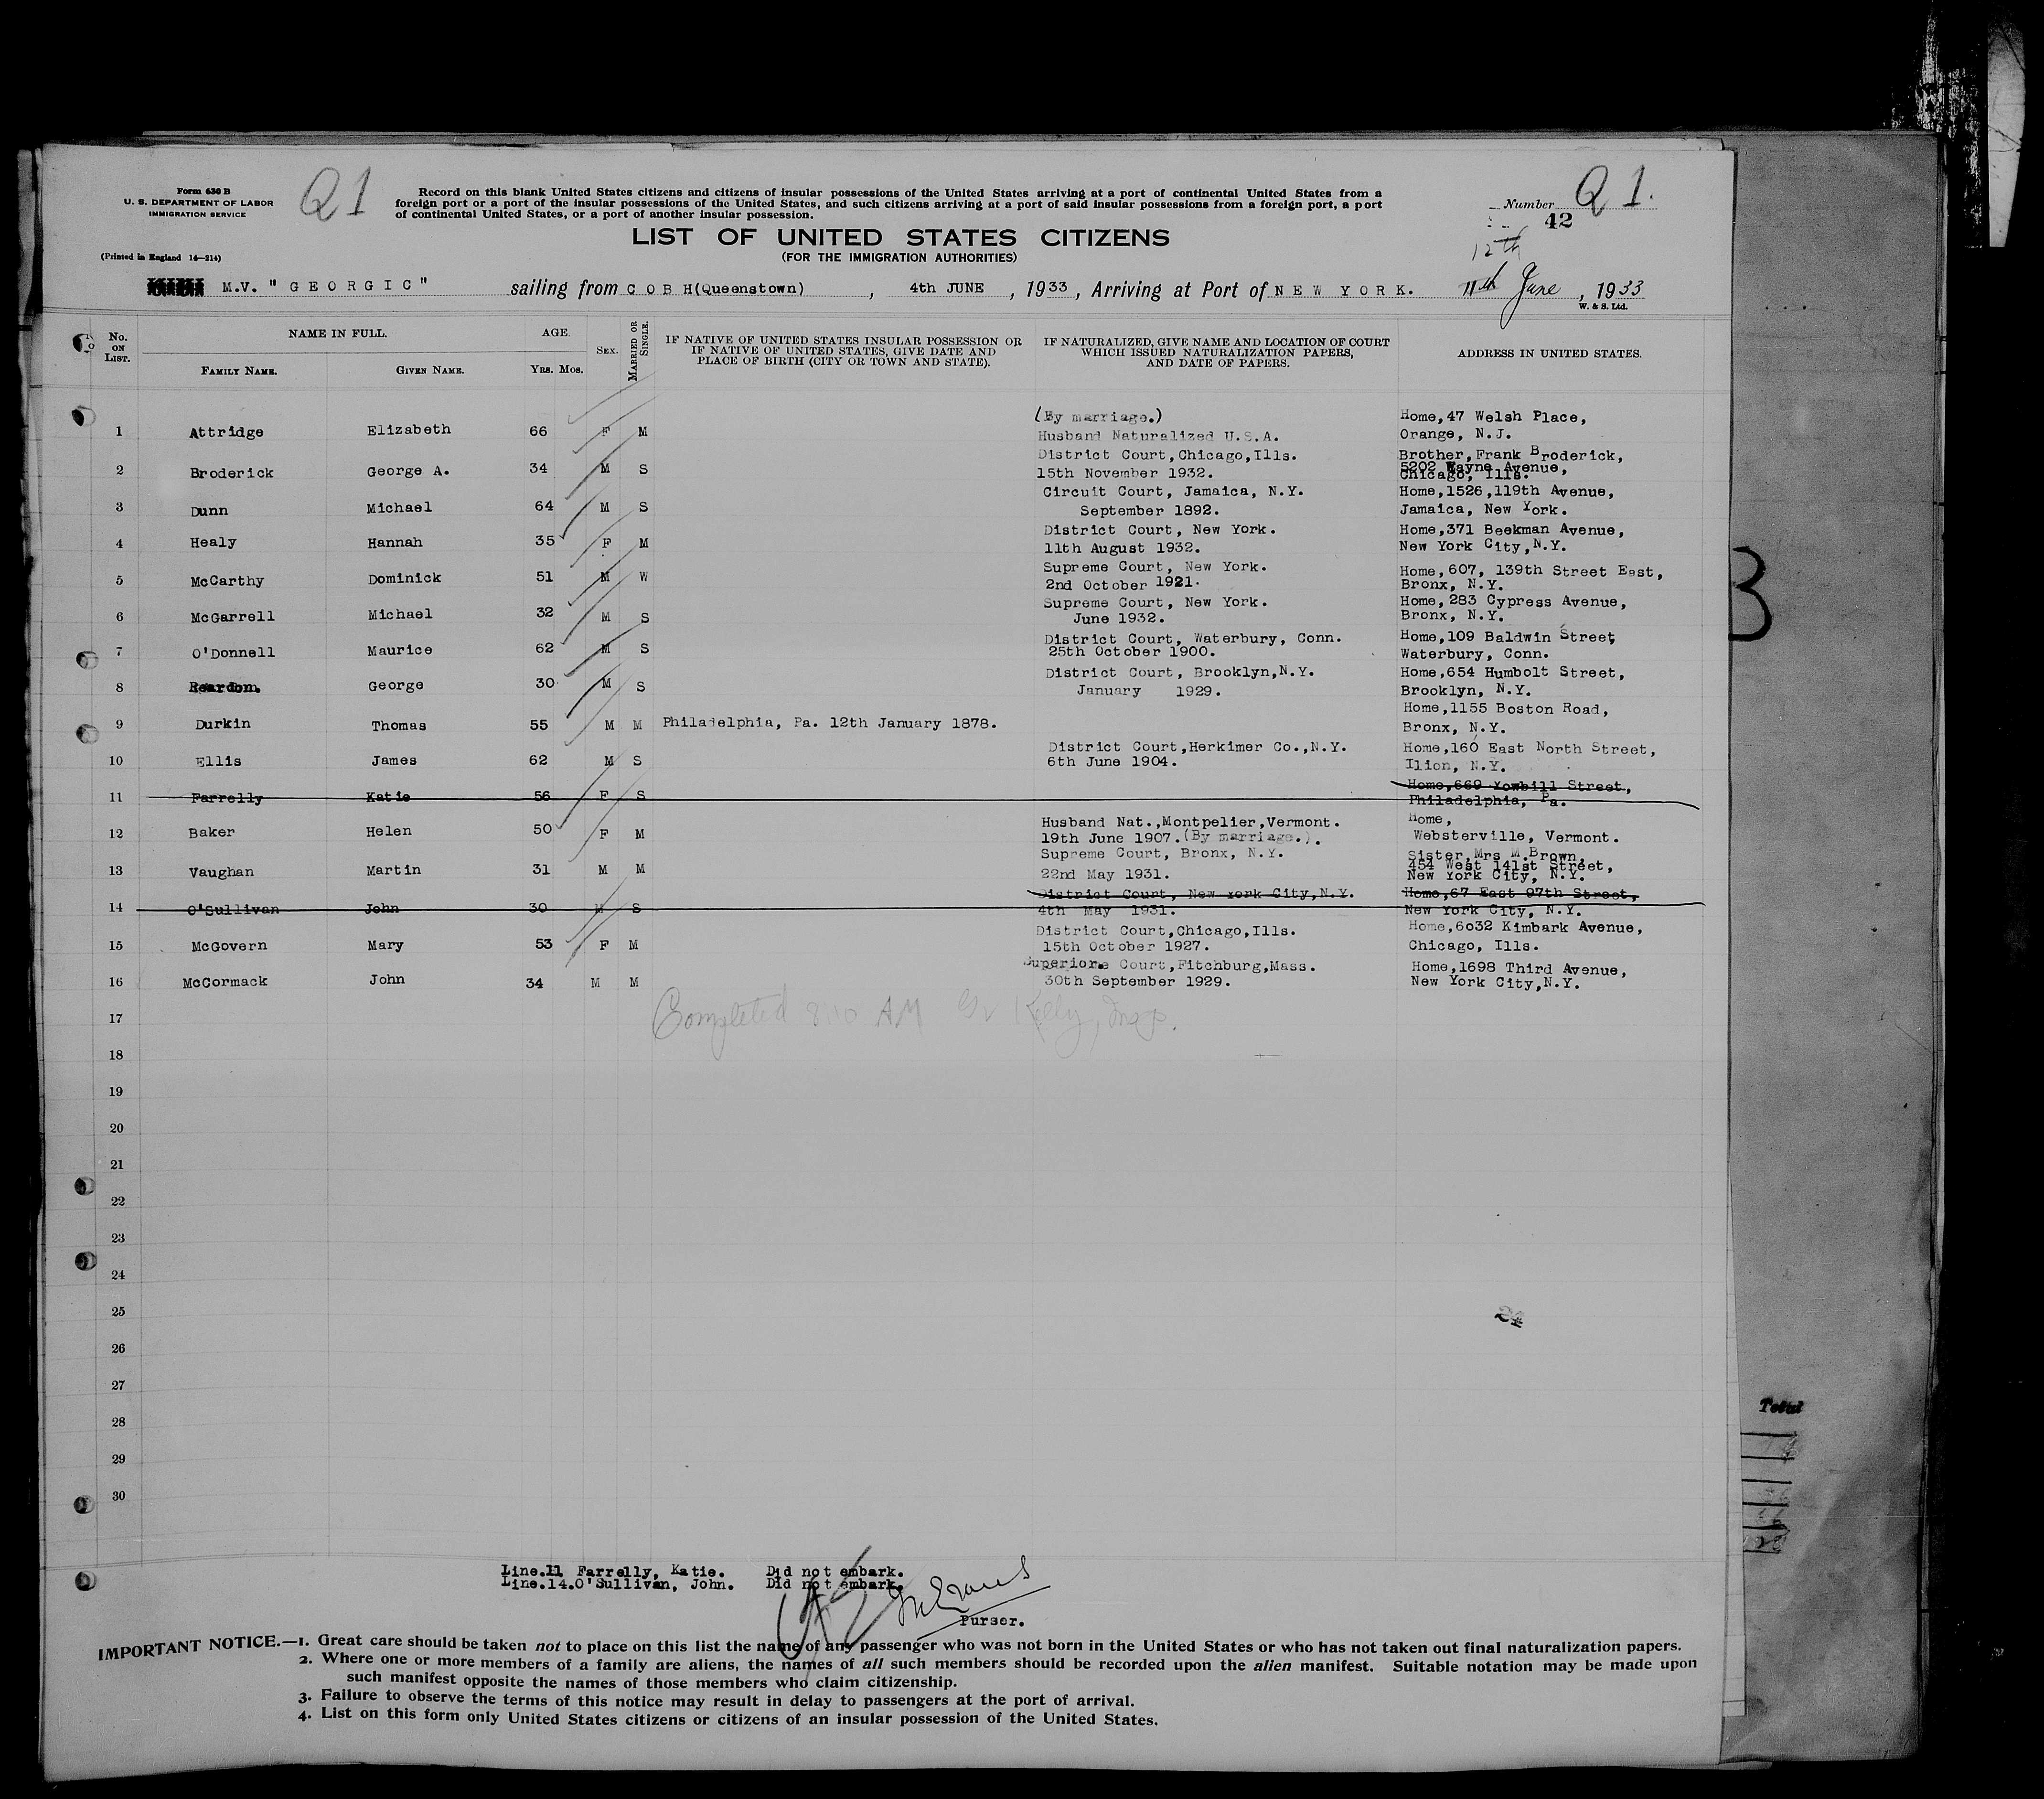 Form 630 B
U. S. DEPARTMENT OF LABOR
IMMIGRATION SERVICE
Q1
Record on this blank United States citizens and citizens of insular possessions of the United States arriving at a port of continental United States from a
foreign port or a port of the insular possessions of the United States, and such citizens arriving at a port of said insular possessions from a foreign port, a port
of continental United States, or a port of another insular possession.
Number Q 1.
42
LIST OF UNITED STATES CITIZENS
(FOR THE IMMIGRATION AUTHORITIES)
(Printed in England 14—214)
12th
M.V. "GEORGIC" sailing from COBH(Queenstown), 4th JUNE, 1933, Arriving at Port of NEW YORK. 11th June, 1933
W. & S. Ltd.
No. ON LIST. NAME IN FULL. FAMILY NAME. GIVEN NAME. AGE. YRS. MOS. SEX. MARRIED OR SINGLE. IF NATIVE OF UNITED STATES INSULAR POSSESSION OR IF NATIVE OF UNITED STATES, GIVE DATE AND PLACE OF BIRTH (CITY OR TOWN AND STATE). IF NATURALIZED, GIVE NAME AND LOCATION OF COURT WHICH ISSUED NATURALIZATION PAPERS, AND DATE OF PAPERS. ADDRESS IN UNITED STATES.
1 Attridge Elizabeth 66 F M (By marriage.) Husband Naturalized U.S.A. Home,47 Welsh Place, Orange, N.J.
2 Broderick George A. 34 M S District Court,Chicago,Ills. 15th November 1932. Brother,Frank Broderick, 5202 Wayne Avenue, Chicago, Ills.
3 Dunn Michael 64 M S Circuit Court, Jamaica, N.Y. September 1892. Home,1526,119th Avenue, Jamaica, New York.
4 Healy Hannah 35 F M District Court, New York. 11th August 1932. Home,371 Beekman Avenue, New York City,N.Y.
5 McCarthy Dominick 51 M W Supreme Court, New York. 2nd October 1921. Home,607, 139th Street East, Bronx, N.Y.
6 McGarrell Michael 32 M S Supreme Court, New York. June 1932. Home,283 Cypress Avenue, Bronx, N.Y.
7 O'Donnell Maurice 62 M S District Court, Waterbury, Conn. 25th October 1900. Home,109 Baldwin Street, Waterbury, Conn.
8 Reardon. George 30 M S District Court, Brooklyn,N.Y. January 1929. Home,654 Humbolt Street, Brooklyn, N.Y.
9 Durkin Thomas 55 M M Philadelphia, Pa. 12th January 1878. Home,1155 Boston Road, Bronx, N.Y.
10 Ellis James 62 M S District Court,Herkimer Co.,N.Y. 6th June 1904. Home,160 East North Street, Ilion, N.Y.
11 Farrelly Katie 56 F S Home,669 Yowbill Street, Philadelphia, Pa.
12 Baker Helen 50 F M Husband Nat.,Montpelier,Vermont. 19th June 1907.(By marriage.). Home, Websterville, Vermont.
13 Vaughan Martin 31 M M Supreme Court, Bronx, N.Y. 22nd May 1931. Sister,Mrs M.Brown, 454 West 141st Street, New York City, N.Y.
14 O'Sullivan John 30 M S District Court, New York City,N.Y. 4th May 1931. Home,67 East 97th Street, New York City, N.Y.
15 McGovern Mary 53 F M District Court,Chicago,Ills. 15th October 1927. Home,6032 Kimbark Avenue, Chicago, Ills.
16 McCormack John 34 M M Superior Court,Fitchburg,Mass. 30th September 1929. Home,1698 Third Avenue, New York City,N.Y.
17 Completed 8:10 AM Kelly, Insp.
18
19
20
21
22
23
24
25
26
27
28
29
30
Total
Line.11 Farrelly, Katie. Did not embark.
Line.14.O'Sullivan, John. Did not embark.
Purser.
IMPORTANT NOTICE.—1. Great care should be taken not to place on this list the name of any passenger who was not born in the United States or who has not taken out final naturalization papers.
2. Where one or more members of a family are aliens, the names of all such members should be recorded upon the alien manifest. Suitable notation may be made upon
such manifest opposite the names of those members who claim citizenship.
3. Failure to observe the terms of this notice may result in delay to passengers at the port of arrival.
4. List on this form only United States citizens or citizens of an insular possession of the United States.